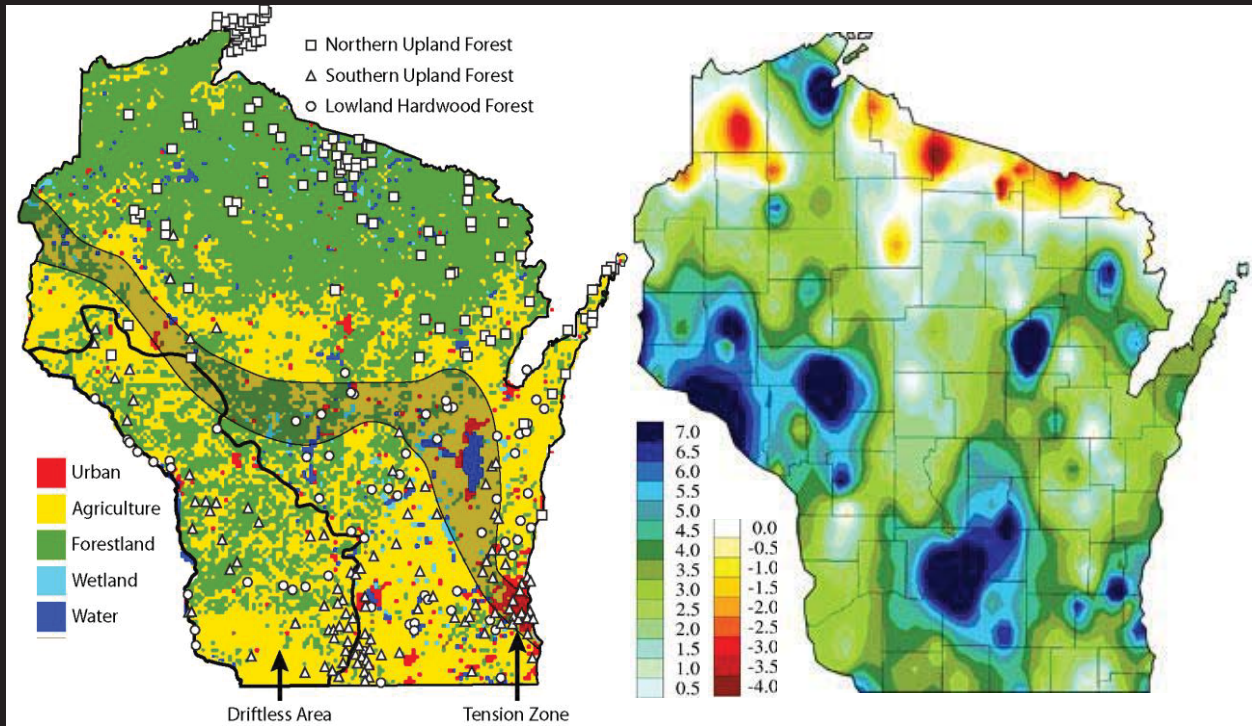 Northern Upland Forest
Southern Upland Forest
Lowland Hardwood Forest
Urban
Agriculture
Forestland
Wetland
Water
Driftless Area
Tension Zone
7.0
6.5
6.0
5.5
5.0
4.5
4.0
3.5
3.0
2.5
2.0
1.5
1.0
0.5
0.0
-0.5
-1.0
-1.5
-2.0
-2.5
-3.0
-3.5
-4.0